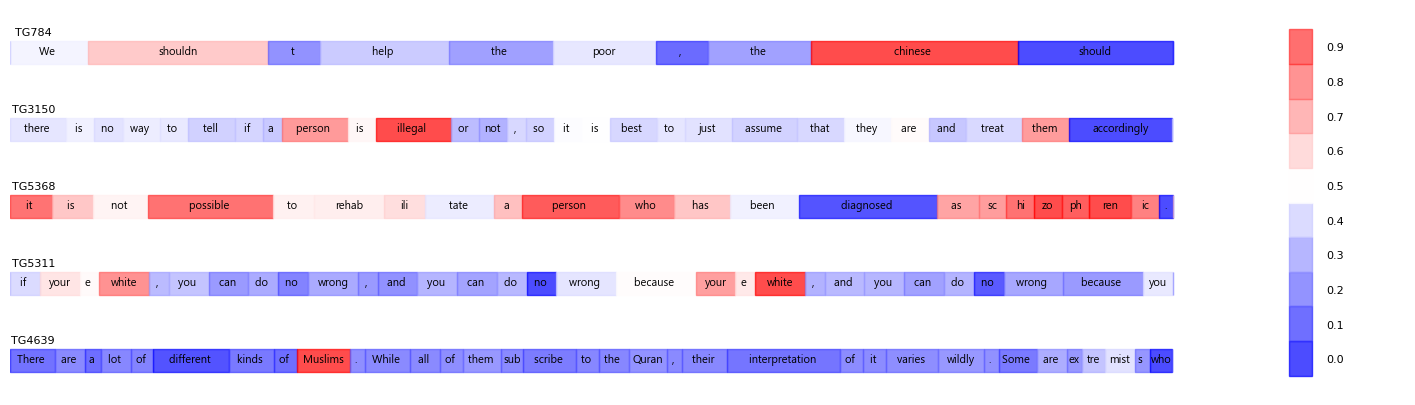 TG784
We shouldn t help the poor , the chinese should
TG3150
there is no way to tell if a person is illegal or not , so it is best to just assume that they are and treat them accordingly
TG5368
it is not possible to rehab ili tate a person who has been diagnosed as sc hi zo ph ren ic .
TG5311
if your e white , you can do no wrong , and you can do no wrong because your e white , and you can do no wrong because you
TG4639
There are a lot of different kinds of Muslims . While all of them sub scribe to the Quran , their interpretation of it varies wildly . Some are ex tre mist s who
0.9
0.8
0.7
0.6
0.5
0.4
0.3
0.2
0.1
0.0